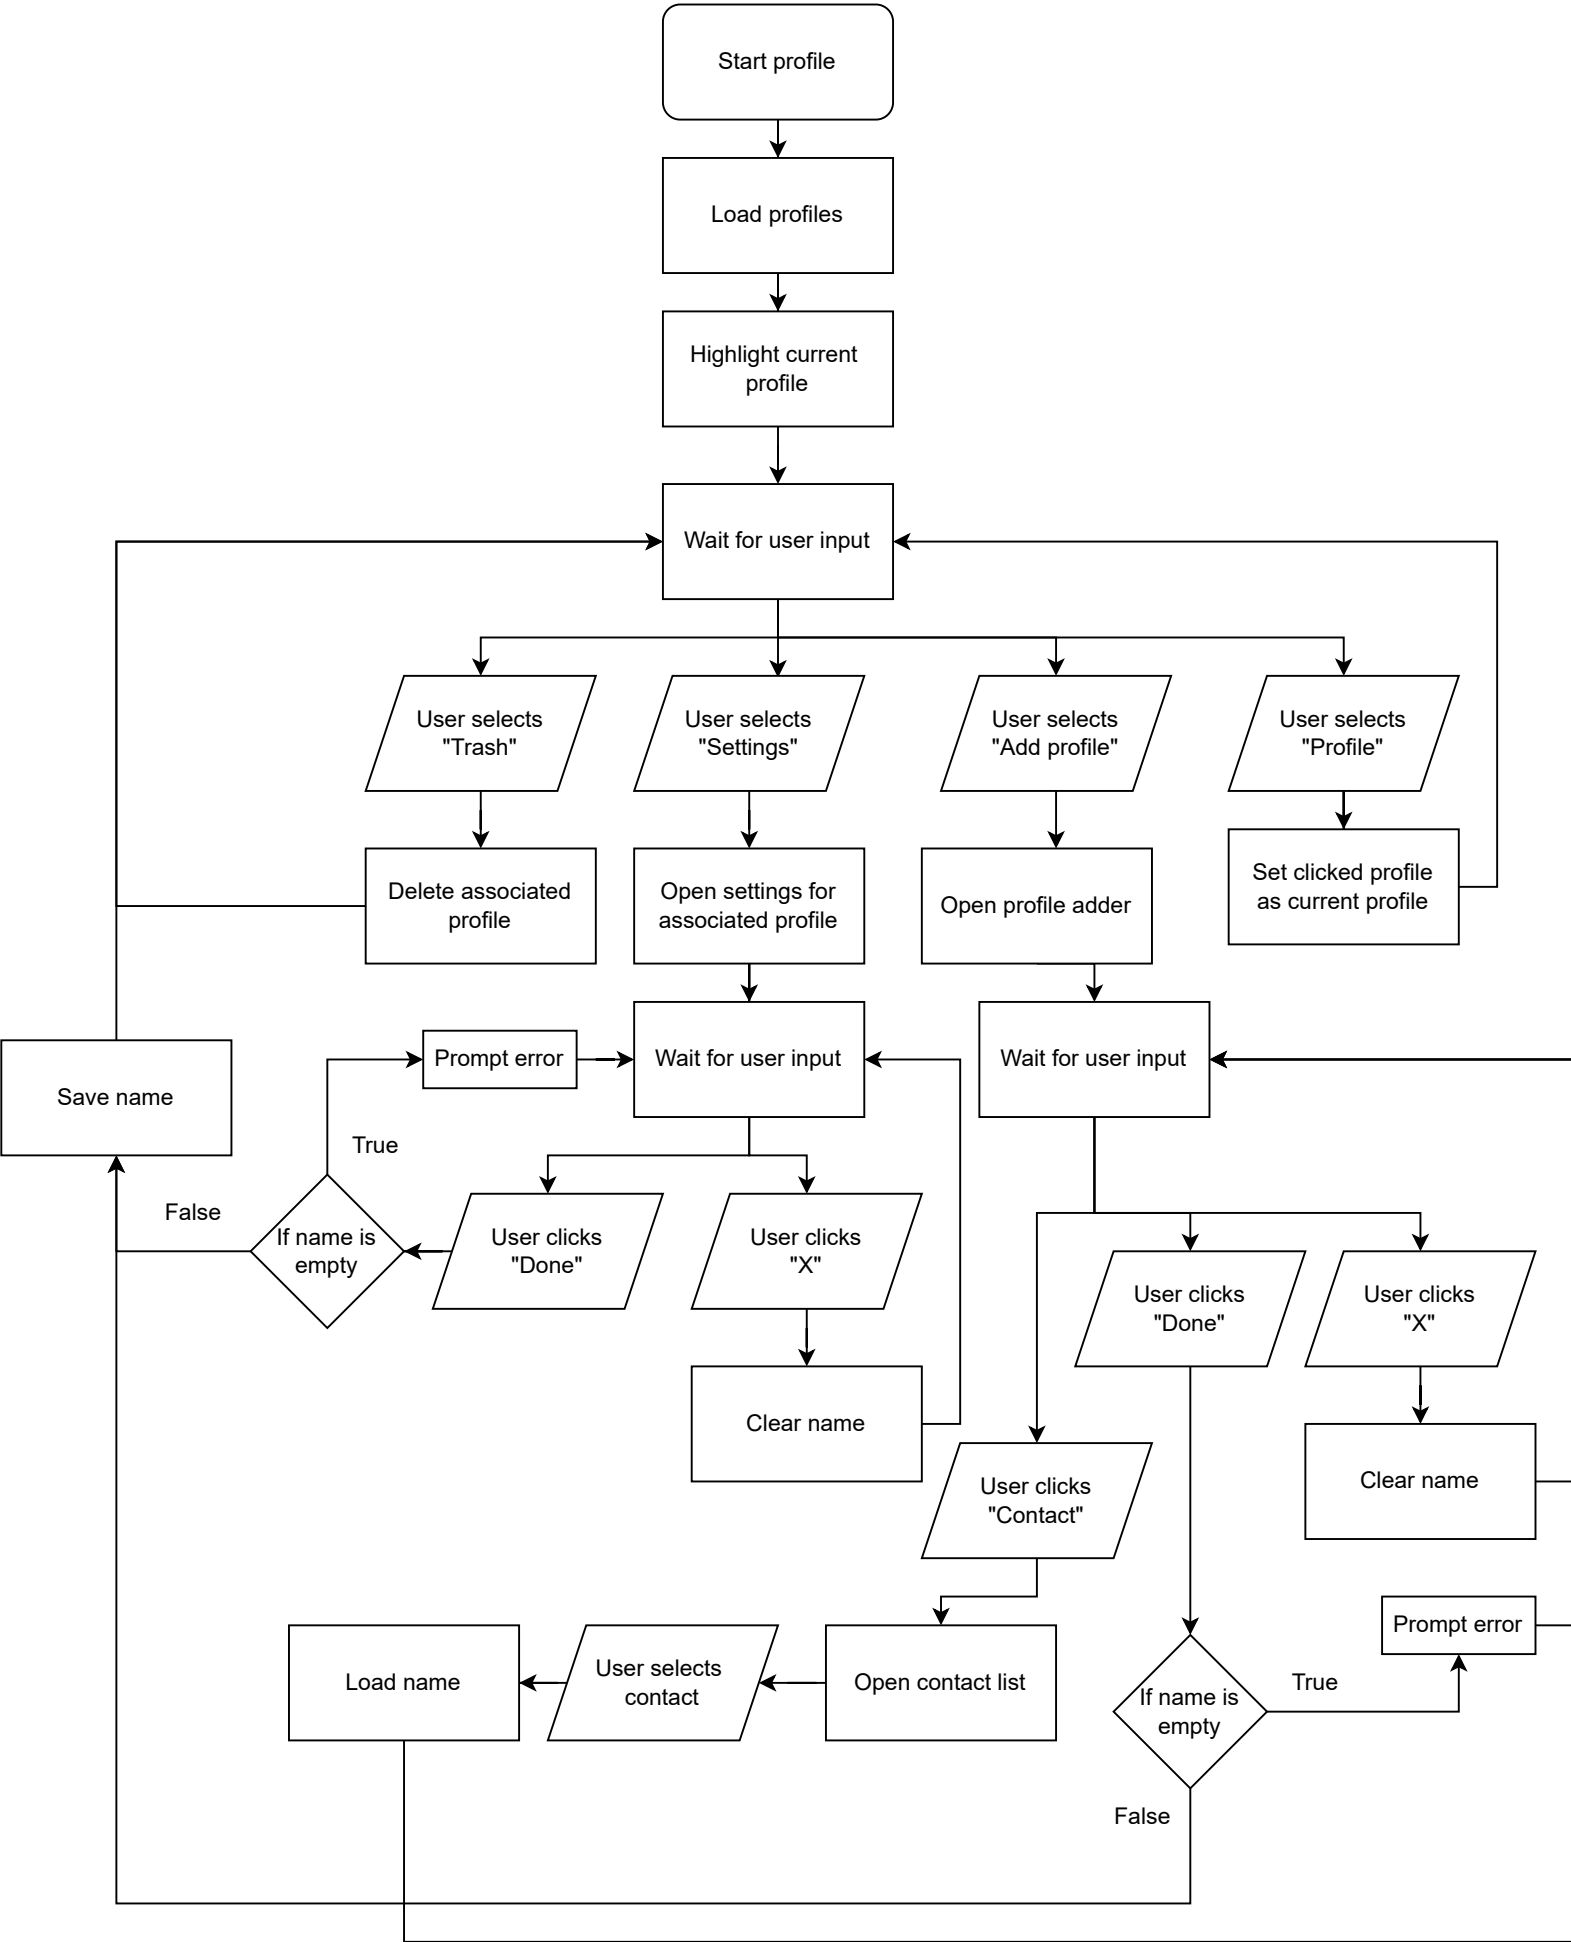 Start profile
Load profiles
Highlight current
profile
Wait for user input
User selects
"Trash"
User selects
"Settings"
User selects
"Add profile"
User selects
"Profile"
Delete associated
profile
Open settings for
associated profile
Open profile adder
Set clicked profile
as current profile
Save name
Prompt error
Wait for user input
Wait for user input
True
False
If name is
empty
User clicks
"Done"
User clicks
"X"
User clicks
"Done"
User clicks
"X"
Clear name
User clicks
"Contact"
Clear name
Load name
User selects
contact
Open contact list
Prompt error
True
If name is
empty
False